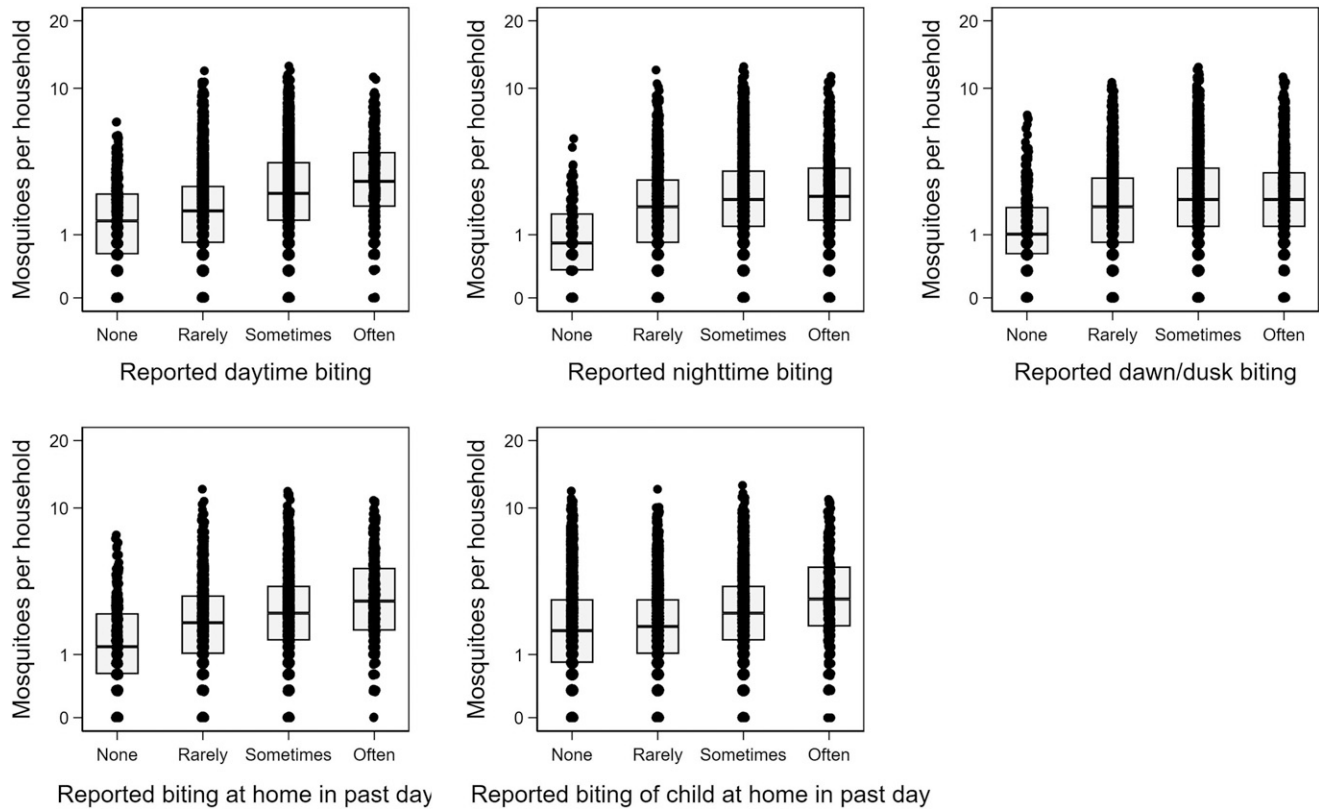 Mosquitoes per household
20
10
1
0
None Rarely Sometimes Often
Reported daytime biting
Mosquitoes per household
20
10
1
0
None Rarely Sometimes Often
Reported nighttime biting
Mosquitoes per household
20
10
1
0
None Rarely Sometimes Often
Reported dawn/dusk biting
Mosquitoes per household
20
10
1
0
None Rarely Sometimes Often
Reported biting at home in past day
Mosquitoes per household
20
10
1
0
None Rarely Sometimes Often
Reported biting of child at home in past day